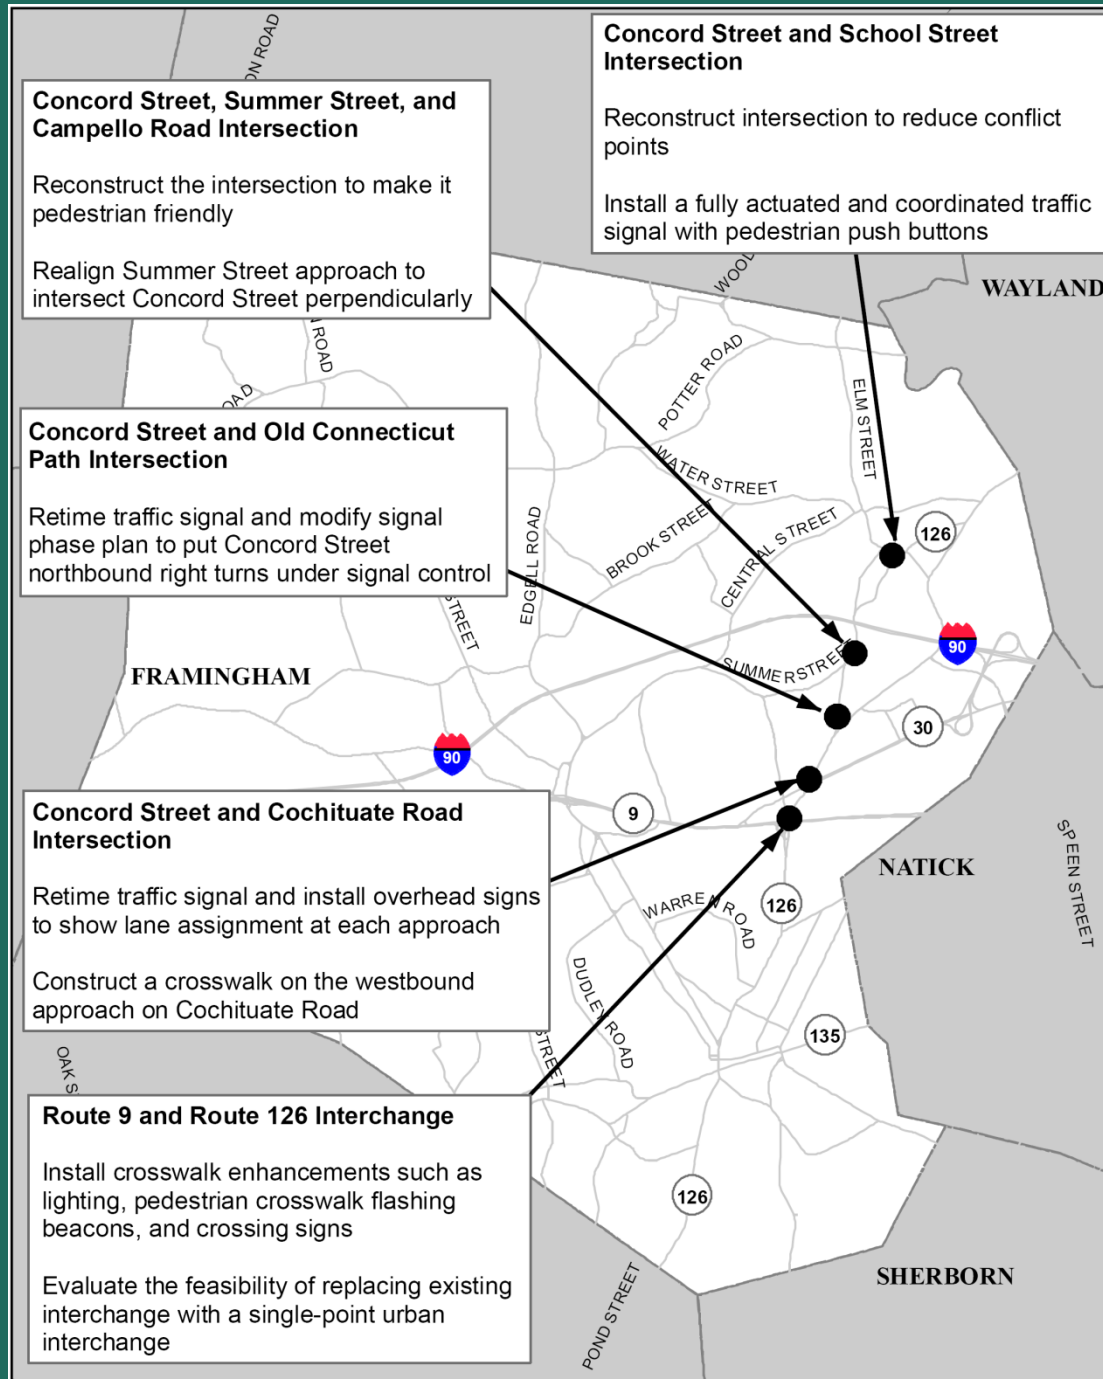 Concord Street and School Street
Intersection
Reconstruct intersection to reduce conflict
points
Install a fully actuated and coordinated traffic
signal with pedestrian push buttons
ON ROAD
Concord Street, Summer Street, and
Campello Road Intersection
Reconstruct the intersection to make it
pedestrian friendly
Realign Summer Street approach to
intersect Concord Street perpendicularly
WAYLAND
N ROAD
POTTER ROAD
ELM STREET
OAD
Concord Street and Old Connecticut
Path Intersection
Retime traffic signal and modify signal
phase plan to put Concord Street
northbound right turns under signal control
WATER STREET
BROOK STREET
CENTRAL STREET
EDGELL ROAD
STREET
126
SUMMER STREET
90
FRAMINGHAM
30
90
9
Concord Street and Cochituate Road
Intersection
Retime traffic signal and install overhead signs
to show lane assignment at each approach
Construct a crosswalk on the westbound
approach on Cochituate Road
SPEEN STREET
NATICK
WARREN ROAD
126
DUDLEY ROAD
STREET
135
OAK S
Route 9 and Route 126 Interchange
Install crosswalk enhancements such as
lighting, pedestrian crosswalk flashing
beacons, and crossing signs
Evaluate the feasibility of replacing existing
interchange with a single-point urban
interchange
126
SHERBORN
POND STREET